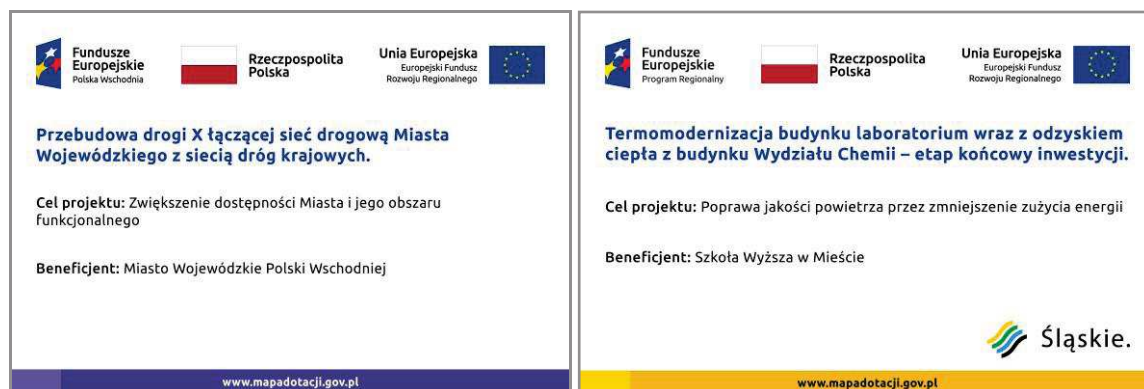 Fundusze
Europejskie
Polska Wschodnia
Rzeczpospolita
Polska
Unia Europejska
Europejski Fundusz
Rozwoju Regionalnego
Przebudowa drogi X łączącej sieć drogową Miasta
Wojewódzkiego z siecią dróg krajowych.
Cel projektu: Zwiększenie dostępności Miasta i jego obszaru
funkcjonalnego
Beneficjent: Miasto Wojewódzkie Polski Wschodniej
www.mapadotacji.gov.pl
Fundusze
Europejskie
Program Regionalny
Rzeczpospolita
Polska
Unia Europejska
Europejski Fundusz
Rozwoju Regionalnego
Termomodernizacja budynku laboratorium wraz z odzyskiem
ciepła z budynku Wydziału Chemii – etap końcowy inwestycji.
Cel projektu: Poprawa jakości powietrza przez zmniejszenie zużycia energii
Beneficjent: Szkoła Wyższa w Mieście
Śląskie.
www.mapadotacji.gov.pl